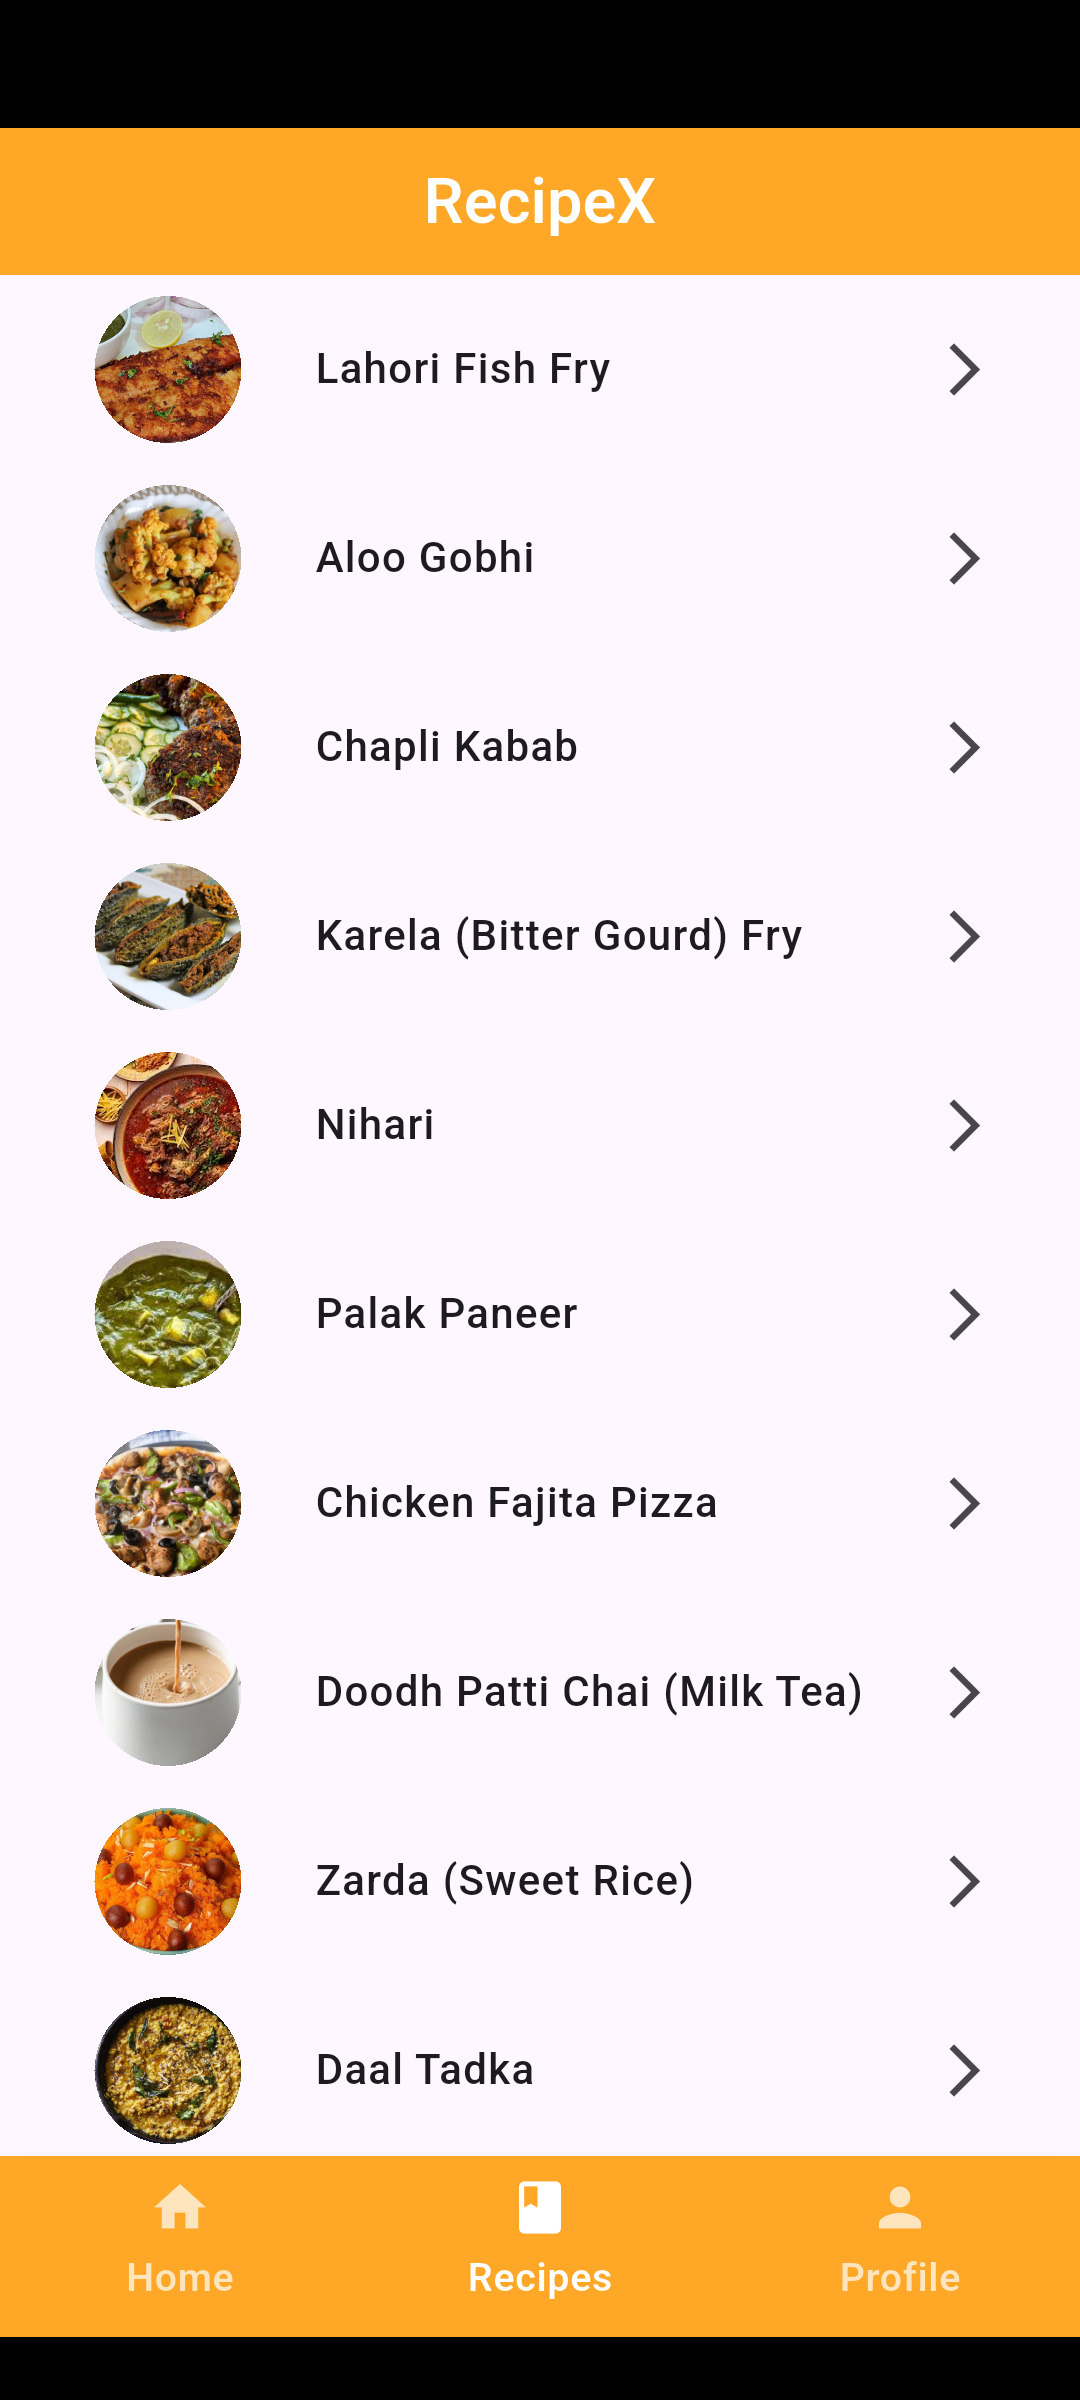 RecipeX
Lahori Fish Fry
Aloo Gobhi
Chapli Kabab
Karela (Bitter Gourd) Fry
Nihari
Palak Paneer
Chicken Fajita Pizza
Doodh Patti Chai (Milk Tea)
Zarda (Sweet Rice)
Daal Tadka
Home
Recipes
Profile